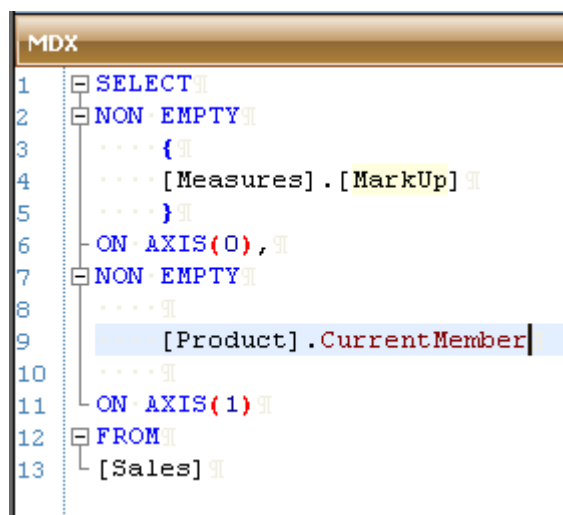 MDX
1 SELECT
2 NON EMPTY
3 {
4 [Measures].[MarkUp]
5 }
6 ON AXIS(0),
7 NON EMPTY
8
9 [Product].CurrentMember
10
11 ON AXIS(1)
12 FROM
13 [Sales]